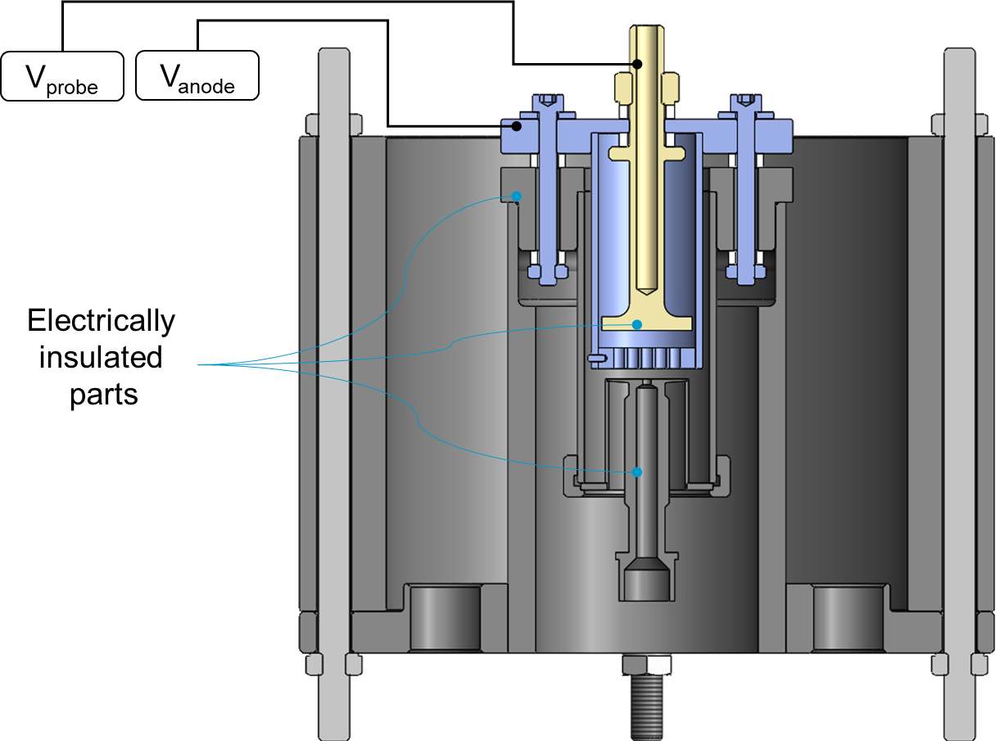 Vprobe
Vanode
Electrically
insulated
parts